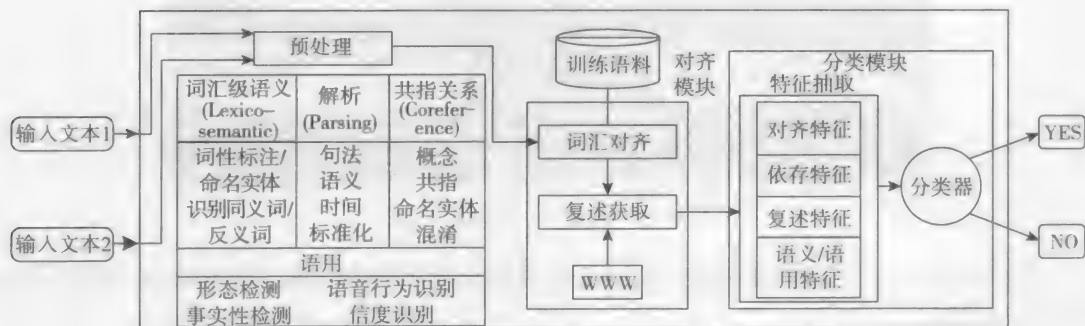 输入文本1
输入文本2
预处理
词汇级语义
(Lexico-
semantic)
解析
(Parsing)
共指关系
(Corefer-
ence)
词性标注/
命名实体
识别同义词/
反义词
句法
语义
时间
标准化
概念
共指
命名实体
混淆
语用
形态检测
语音行为识别
事实性检测
信度识别
训练语料
对齐
模块
词汇对齐
复述获取
WWW
分类模块
特征抽取
对齐特征
依存特征
复述特征
语义/语
用特征
分类器
YES
NO